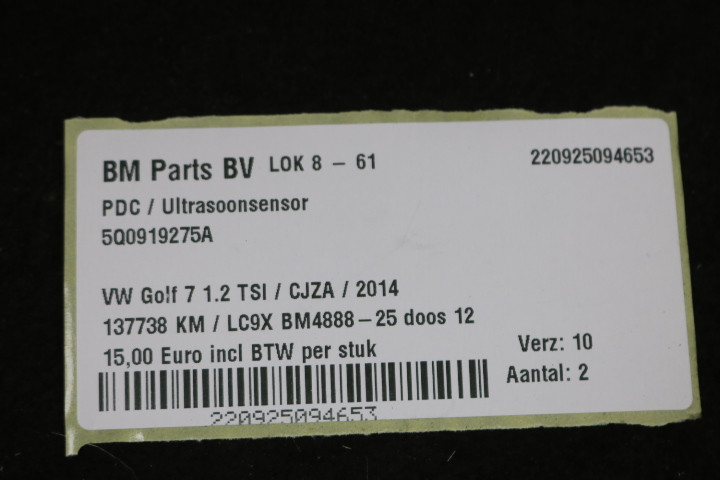 BM Parts BV LOK 8 - 61 220925094653
PDC / Ultrasoonsensor
5Q0919275A
VW Golf 7 1.2 TSI / CJZA / 2014
137738 KM / LC9X BM4888-25 doos 12
15,00 Euro incl BTW per stuk Verz: 10
Aantal: 2
220925094653